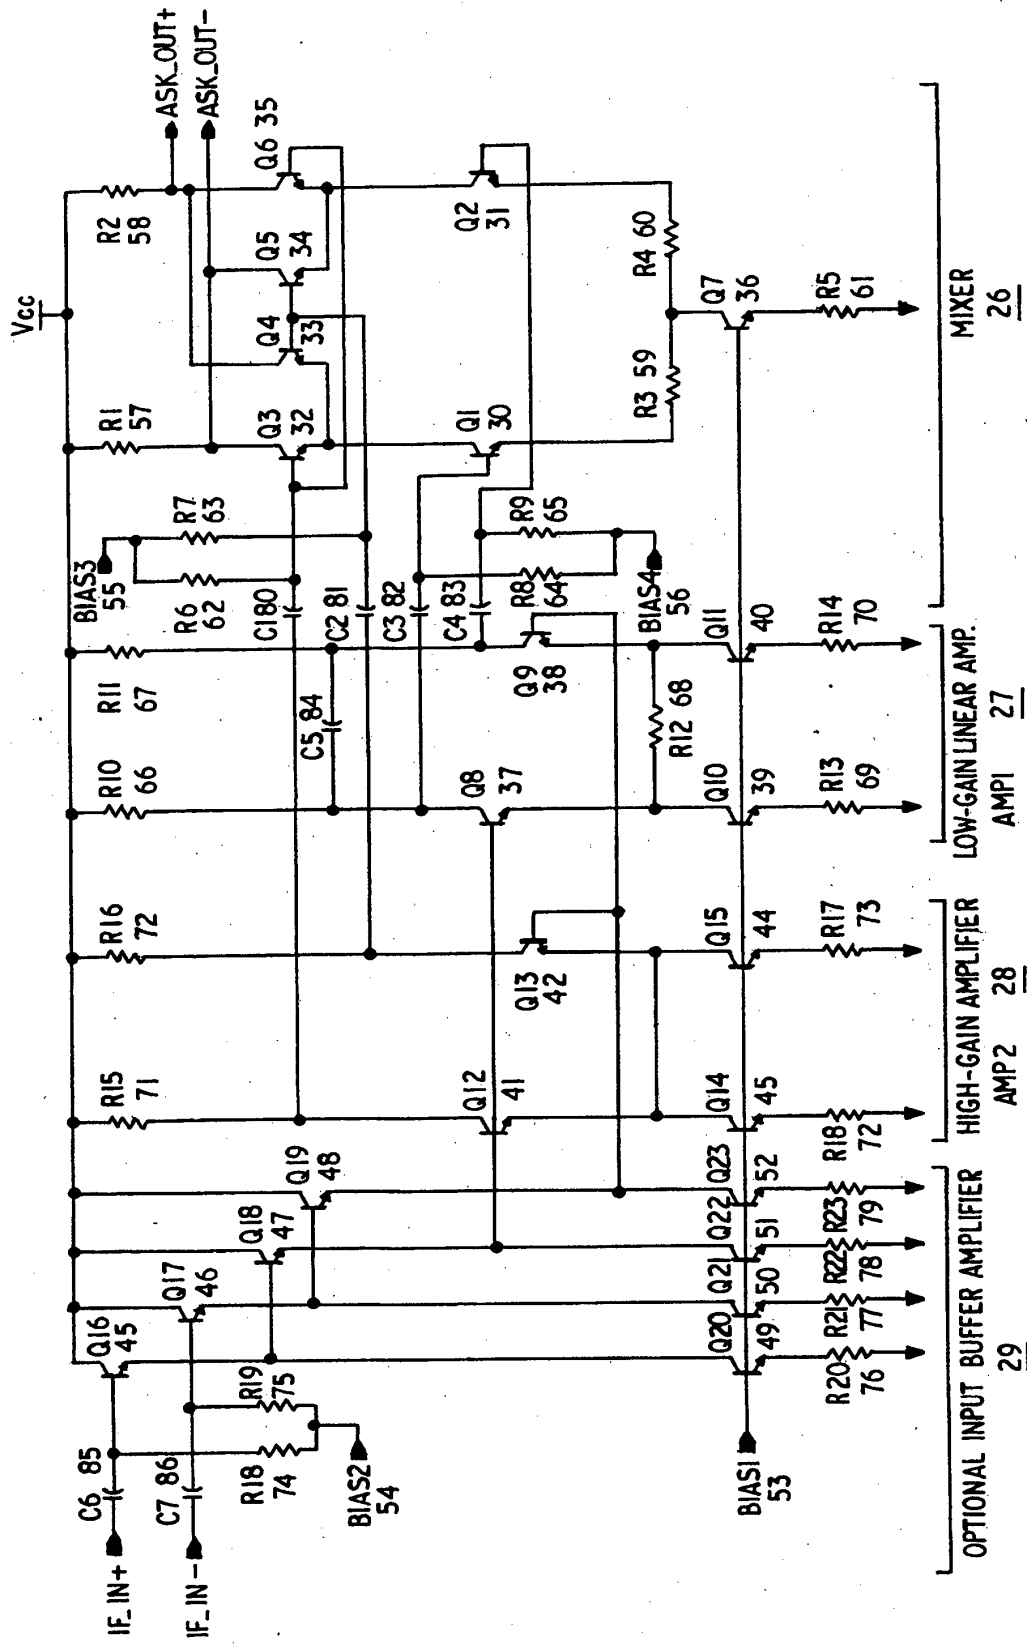 Vcc
ASK_OUT+
ASK_OUT-
R2
58
R1
57
Q6 35
Q5
34
Q4
33
Q3
32
Q2
31
Q1
30
R4 60
R3 59
Q7
36
R5
61
MIXER
26
BIAS3
55
R7
63
R6
62
C1 80
C2 81
C3 82
C4 83
R9
65
R8
64
BIAS4
56
R11
67
R10
66
C5 84
Q9
38
Q8
37
R12 68
Q11
40
R14
70
Q10
39
R13
69
LOW-GAIN LINEAR AMP.
AMP1 27
R16
72
R15
71
Q13
42
Q12
41
Q15
44
R17
73
Q14
45
R18
72
HIGH-GAIN AMPLIFIER
AMP2 28
Q19
48
Q18
47
Q17
46
Q16
45
Q23
52
Q22
51
Q21
50
Q20
49
R23
79
R22
78
R21
77
R20
76
IF_IN+
C6 85
IF_IN-
C7 86
R19
75
R18
74
BIAS2
54
BIAS1
53
OPTIONAL INPUT BUFFER AMPLIFIER
29